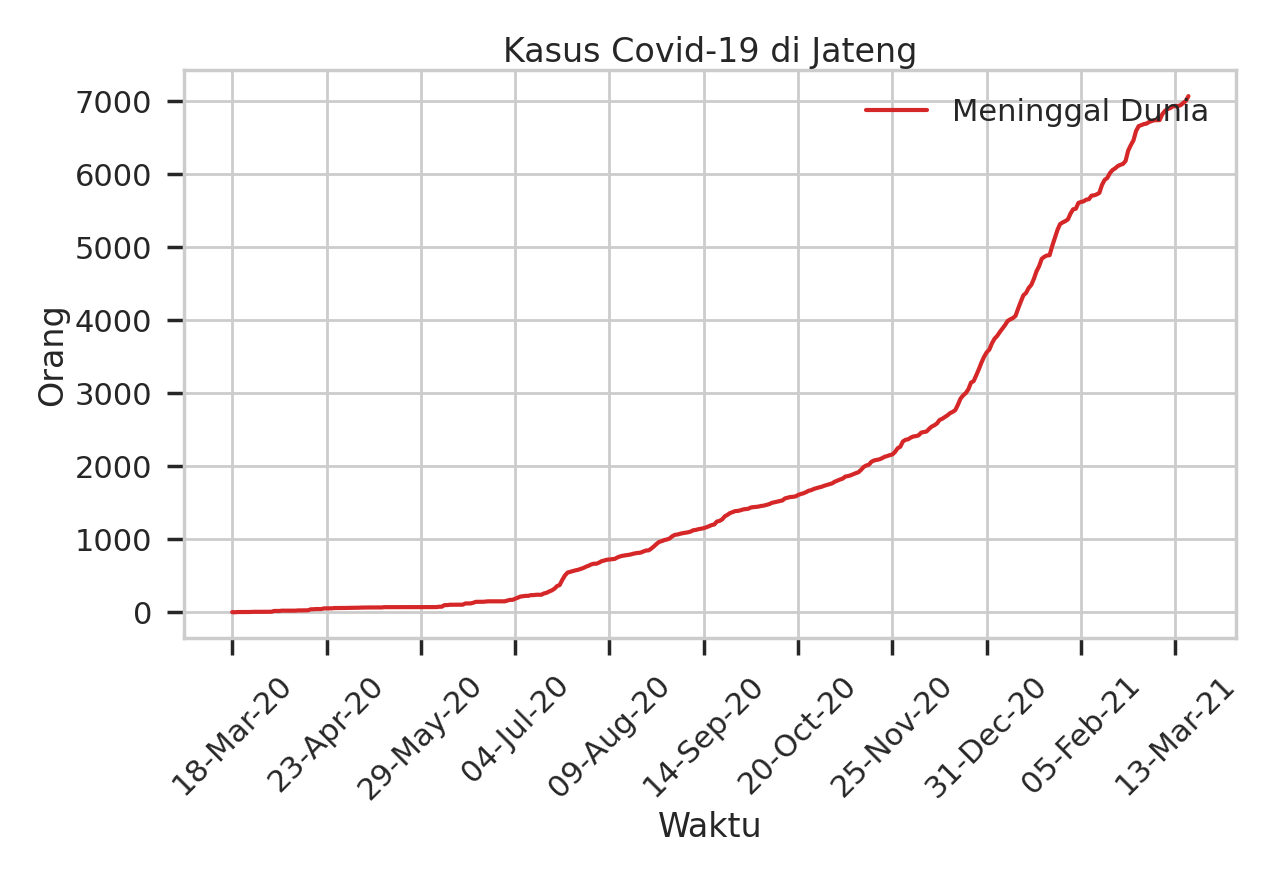 Kasus Covid-19 di Jateng
Meninggal Dunia
Orang
7000
6000
5000
4000
3000
2000
1000
0
18-Mar-20
23-Apr-20
29-May-20
04-Jul-20
09-Aug-20
14-Sep-20
20-Oct-20
25-Nov-20
31-Dec-20
05-Feb-21
13-Mar-21
Waktu